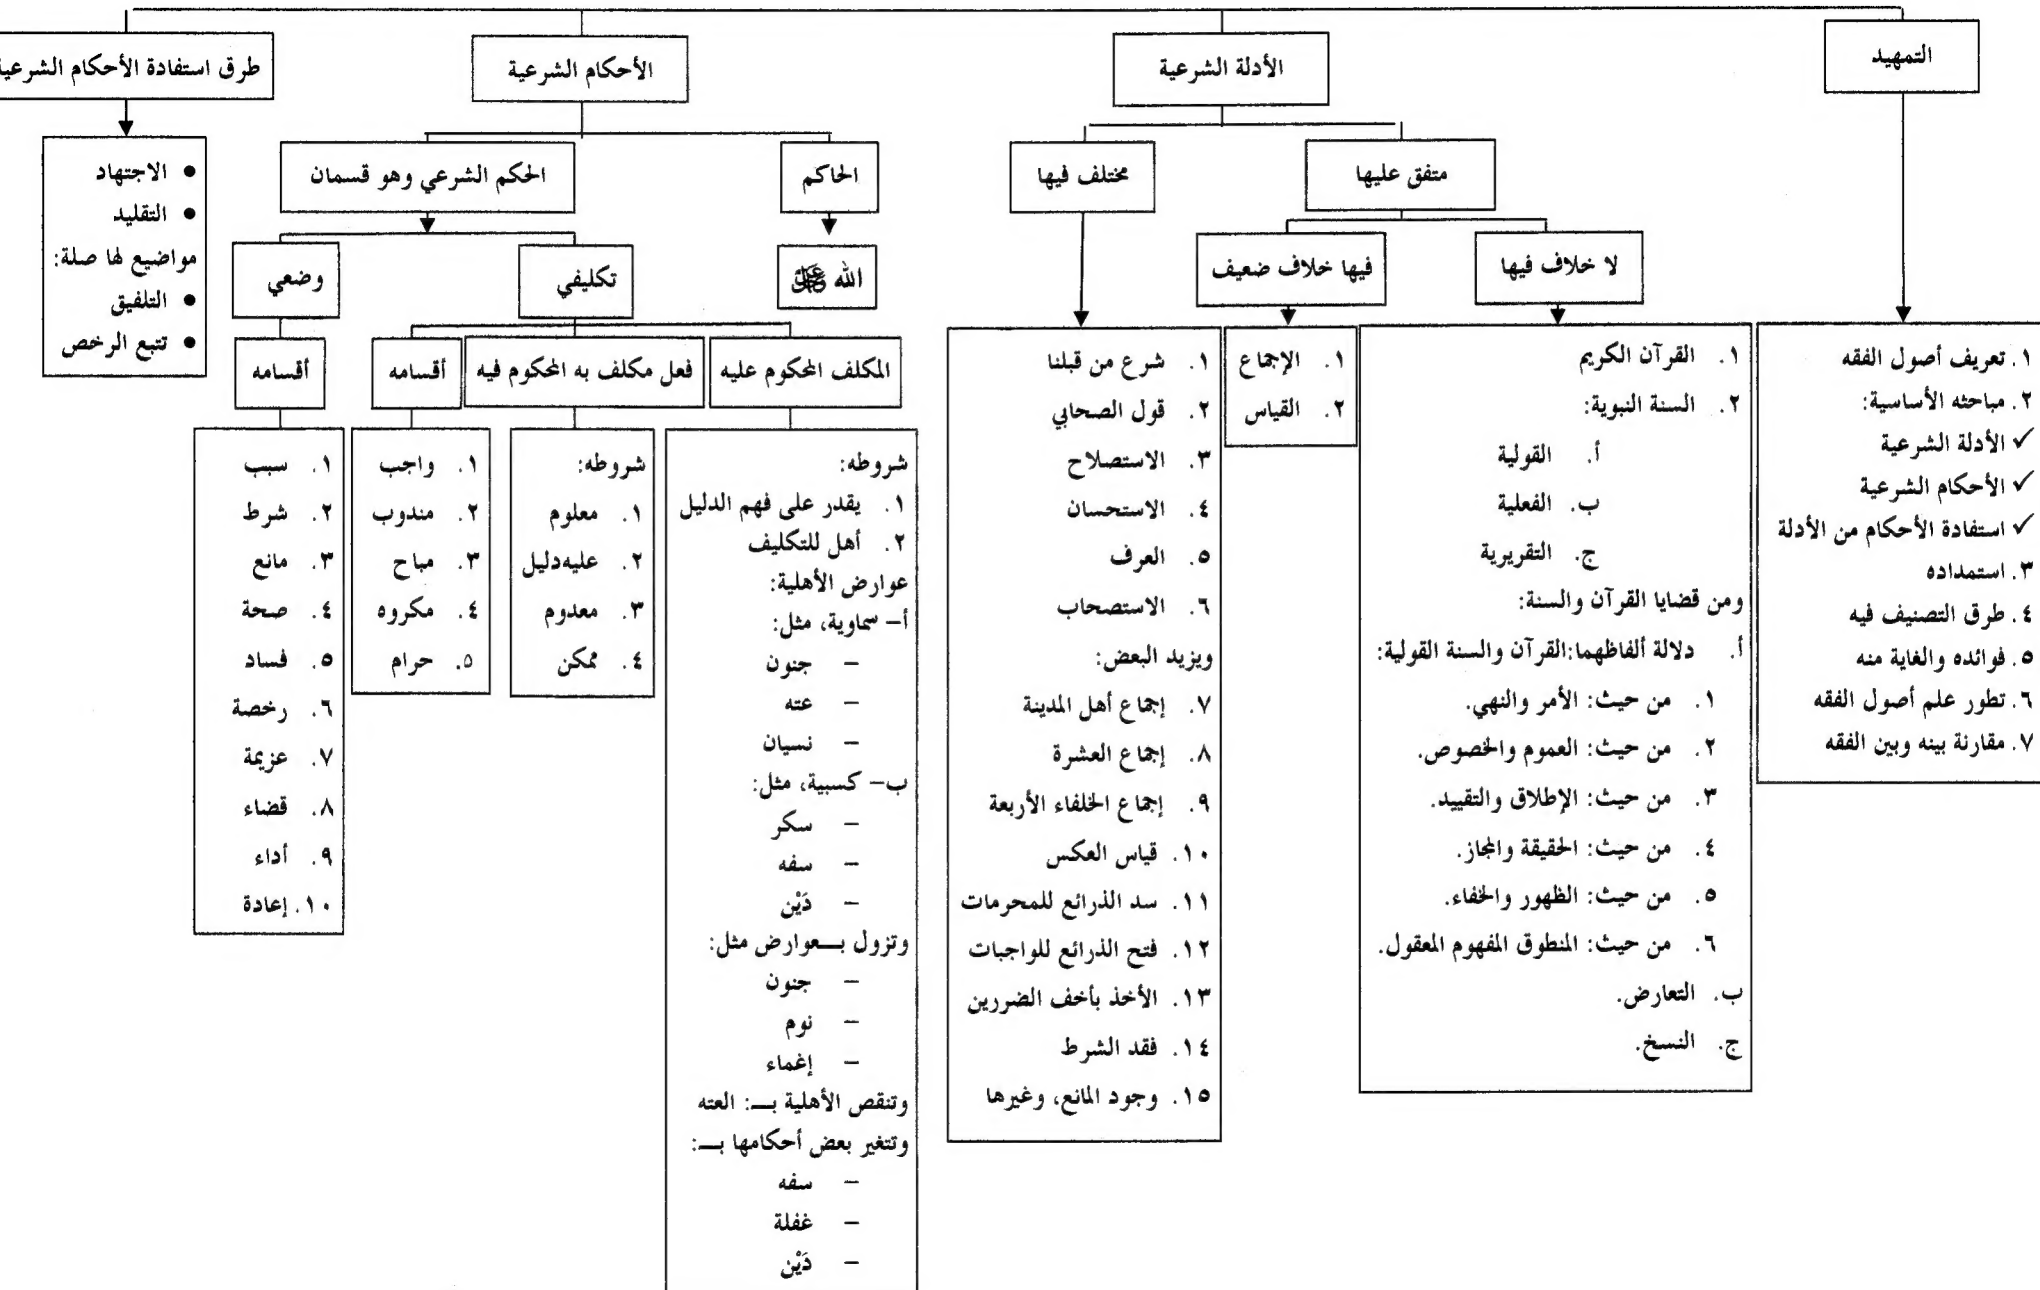 التمهيد
١. تعريف أصول الفقه
٢. مباحثه الأساسية:
✓ الأدلة الشرعية
✓ الأحكام الشرعية
✓ استفادة الأحكام من الأدلة
٣. استمداده
٤. طرق التصنيف فيه
٥. فوائده والغاية منه
٦. تطور علم أصول الفقه
٧. مقارنة بينه وبين الفقه
الأدلة الشرعية
متفق عليها
لا خلاف فيها
١. القرآن الكريم
٢. السنة النبوية:
أ. القولية
ب. الفعلية
ج. التقريرية
ومن قضايا القرآن والسنة:
أ. دلالة ألفاظهما:القرآن والسنة القولية:
١. من حيث: الأمر والنهي.
٢. من حيث: العموم والخصوص.
٣. من حيث: الإطلاق والتقييد.
٤. من حيث: الحقيقة والمجاز.
٥. من حيث: الظهور والخفاء.
٦. من حيث: المنطوق المفهوم المعقول.
ب. التعارض.
ج. النسخ.
فيها خلاف ضعيف
١. الإجماع
٢. القياس
مختلف فيها
١. شرع من قبلنا
٢. قول الصحابي
٣. الاستصلاح
٤. الاستحسان
٥. العرف
٦. الاستصحاب
ويزيد البعض:
٧. إجماع أهل المدينة
٨. إجماع العشرة
٩. إجماع الخلفاء الأربعة
١٠. قياس العكس
١١. سد الذرائع للمحرمات
١٢. فتح الذرائع للواجبات
١٣. الأخذ بأخف الضررين
١٤. فقد الشرط
١٥. وجود المانع، وغيرها
الأحكام الشرعية
الحاكم
الله ﷿
الحكم الشرعي وهو قسمان
تكليفي
المكلف المحكوم عليه
شروطه:
١. يقدر على فهم الدليل
٢. أهل للتكليف
عوارض الأهلية:
أ– سماوية، مثل:
– جنون
– عته
– نسيان
ب– كسبية، مثل:
– سكر
– سفه
– دَيْن
وتزول بــعوارض مثل:
– جنون
– نوم
– إغماء
وتنقص الأهلية بــ: العته
وتتغير بعض أحكامها بــ:
– سفه
– غفلة
– دَيْن
فعل مكلف به المحكوم فيه
شروطه:
١. معلوم
٢. عليه دليل
٣. معدوم
٤. ممكن
أقسامه
١. واجب
٢. مندوب
٣. مباح
٤. مكروه
٥. حرام
وضعي
أقسامه
١. سبب
٢. شرط
٣. مانع
٤. صحة
٥. فساد
٦. رخصة
٧. عزيمة
٨. قضاء
٩. أداء
١٠. إعادة
طرق استفادة الأحكام الشرعية
• الاجتهاد
• التقليد
مواضيع لها صلة:
• التلفيق
• تتبع الرخص